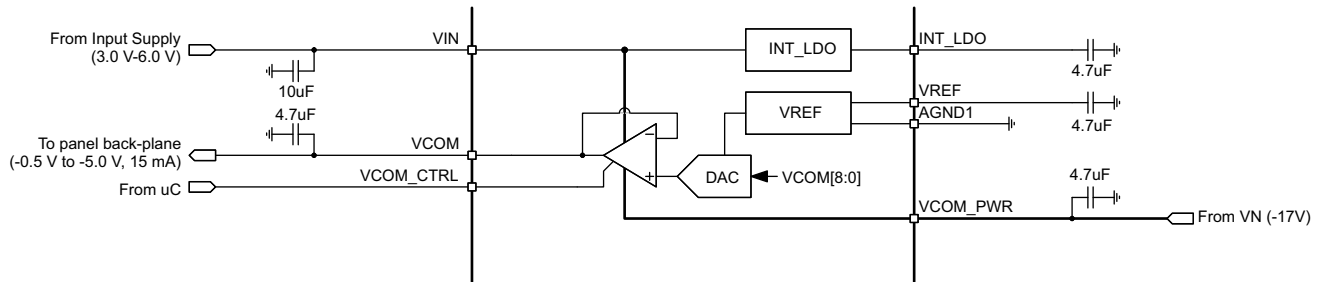 From Input Supply
(3.0 V-6.0 V)
VIN
10uF
INT_LDO
INT_LDO
4.7uF
VREF
VREF
AGND1
4.7uF
4.7uF
To panel back-plane
(-0.5 V to -5.0 V, 15 mA)
VCOM
−
+
DAC
VCOM[8:0]
From uC
VCOM_CTRL
4.7uF
VCOM_PWR
From VN (-17V)